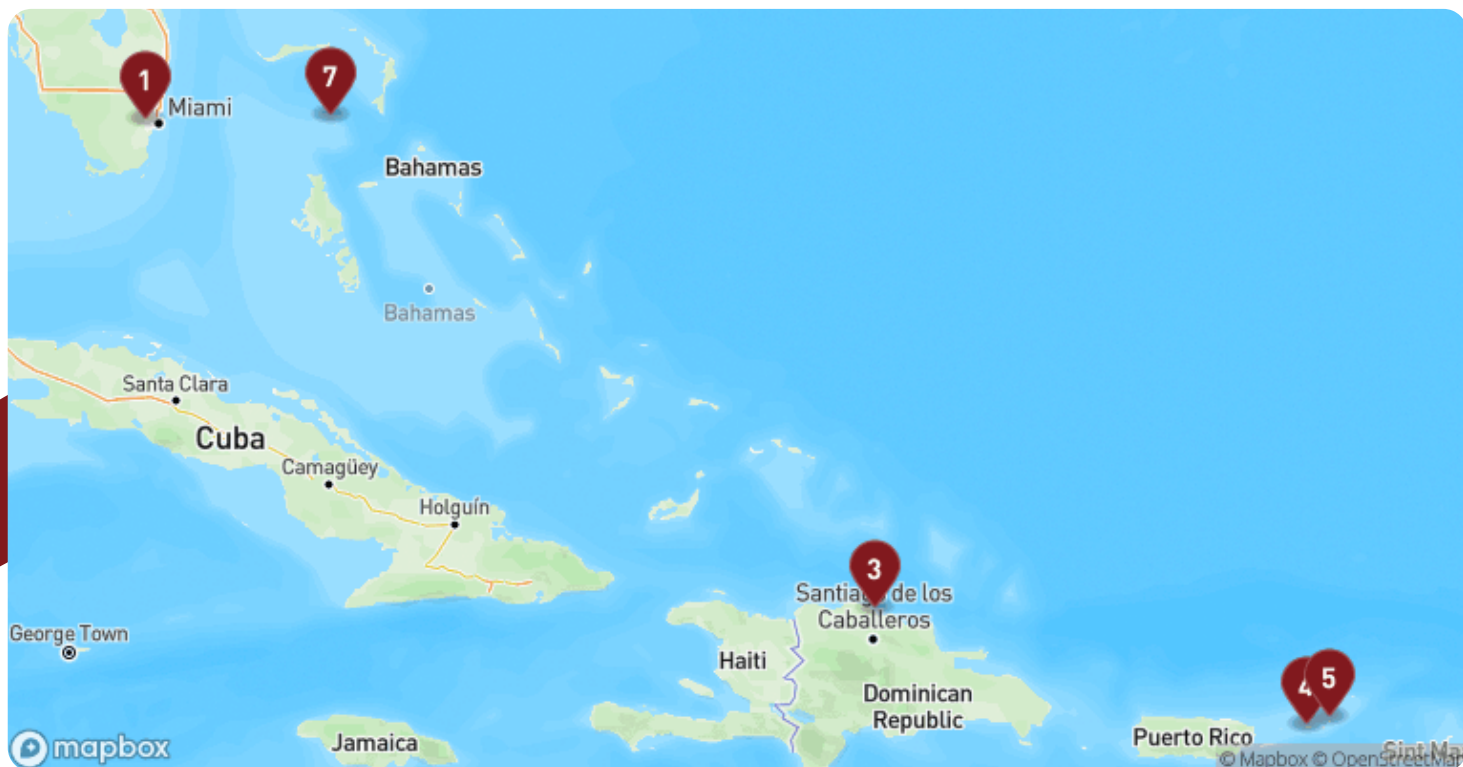 1
7
Miami
Bahamas
Bahamas
Santa Clara
Cuba
Camagüey
Holguín
3
Santiago de los
Caballeros
George Town
Haiti
4
5
Dominican
Republic
Puerto Rico
Jamaica
mapbox
© Mapbox © OpenStreetMap